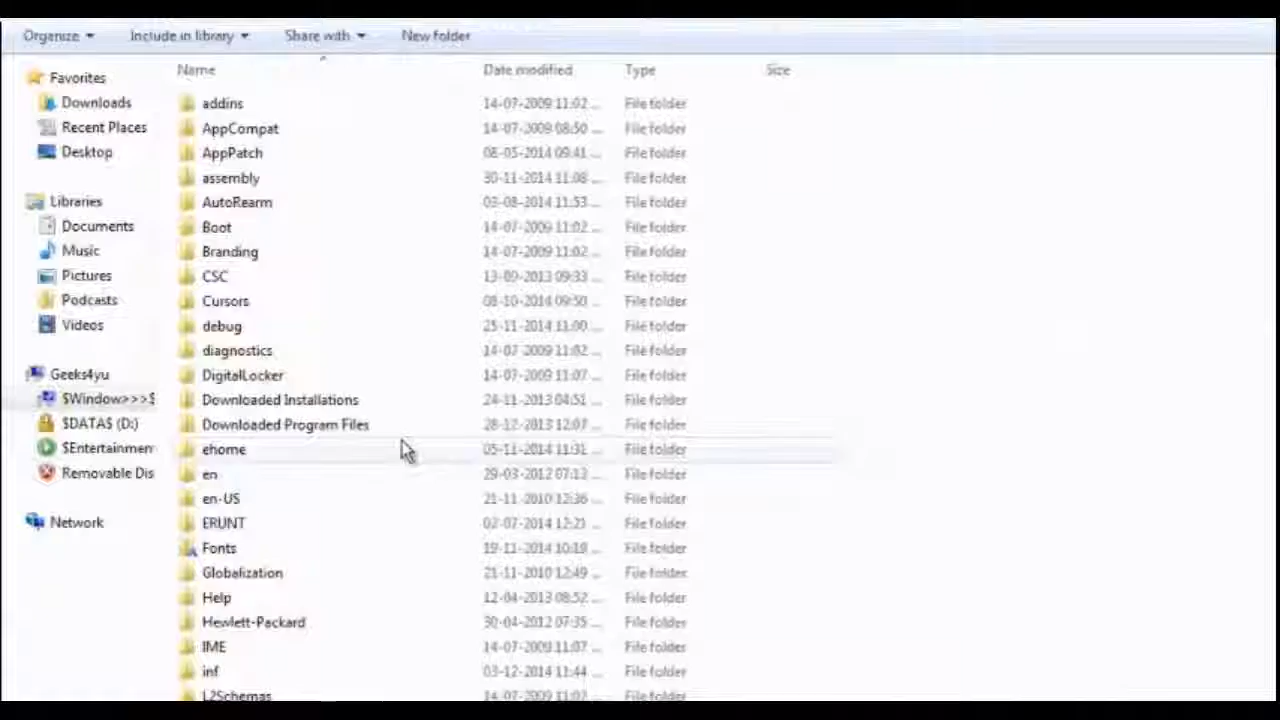 Organize Include in library Share with New folder
Name Date modified Type Size
Favorites
Downloads
Recent Places
Desktop
Libraries
Documents
Music
Pictures
Podcasts
Videos
Geeks4yu
$Window>>>$
$DATA$ (D:)
$Entertainmen
Removable Dis
Network
addins 14-07-2009 11:02 ... File folder
AppCompat 14-07-2009 08:50 ... File folder
AppPatch 08-05-2014 09:41 ... File folder
assembly 30-11-2014 11:08 ... File folder
AutoRearm 03-08-2014 11:53 ... File folder
Boot 14-07-2009 11:02 ... File folder
Branding 14-07-2009 11:02 ... File folder
CSC 13-09-2013 09:33 ... File folder
Cursors 08-10-2014 09:50 ... File folder
debug 25-11-2014 11:00 ... File folder
diagnostics 14-07-2009 11:02 ... File folder
DigitalLocker 14-07-2009 11:07 ... File folder
Downloaded Installations 24-11-2013 04:51 ... File folder
Downloaded Program Files 28-12-2013 12:07 ... File folder
ehome 05-11-2014 11:31 ... File folder
en 29-03-2012 07:13 ... File folder
en-US 21-11-2010 12:36 ... File folder
ERUNT 02-07-2014 12:21 ... File folder
Fonts 19-11-2014 10:19 ... File folder
Globalization 21-11-2010 12:49 ... File folder
Help 12-04-2013 08:52 ... File folder
Hewlett-Packard 30-04-2012 07:35 ... File folder
IME 14-07-2009 11:07 ... File folder
inf 03-12-2014 11:44 ... File folder
L2Schemas 14-07-2009 11:02 ... File folder